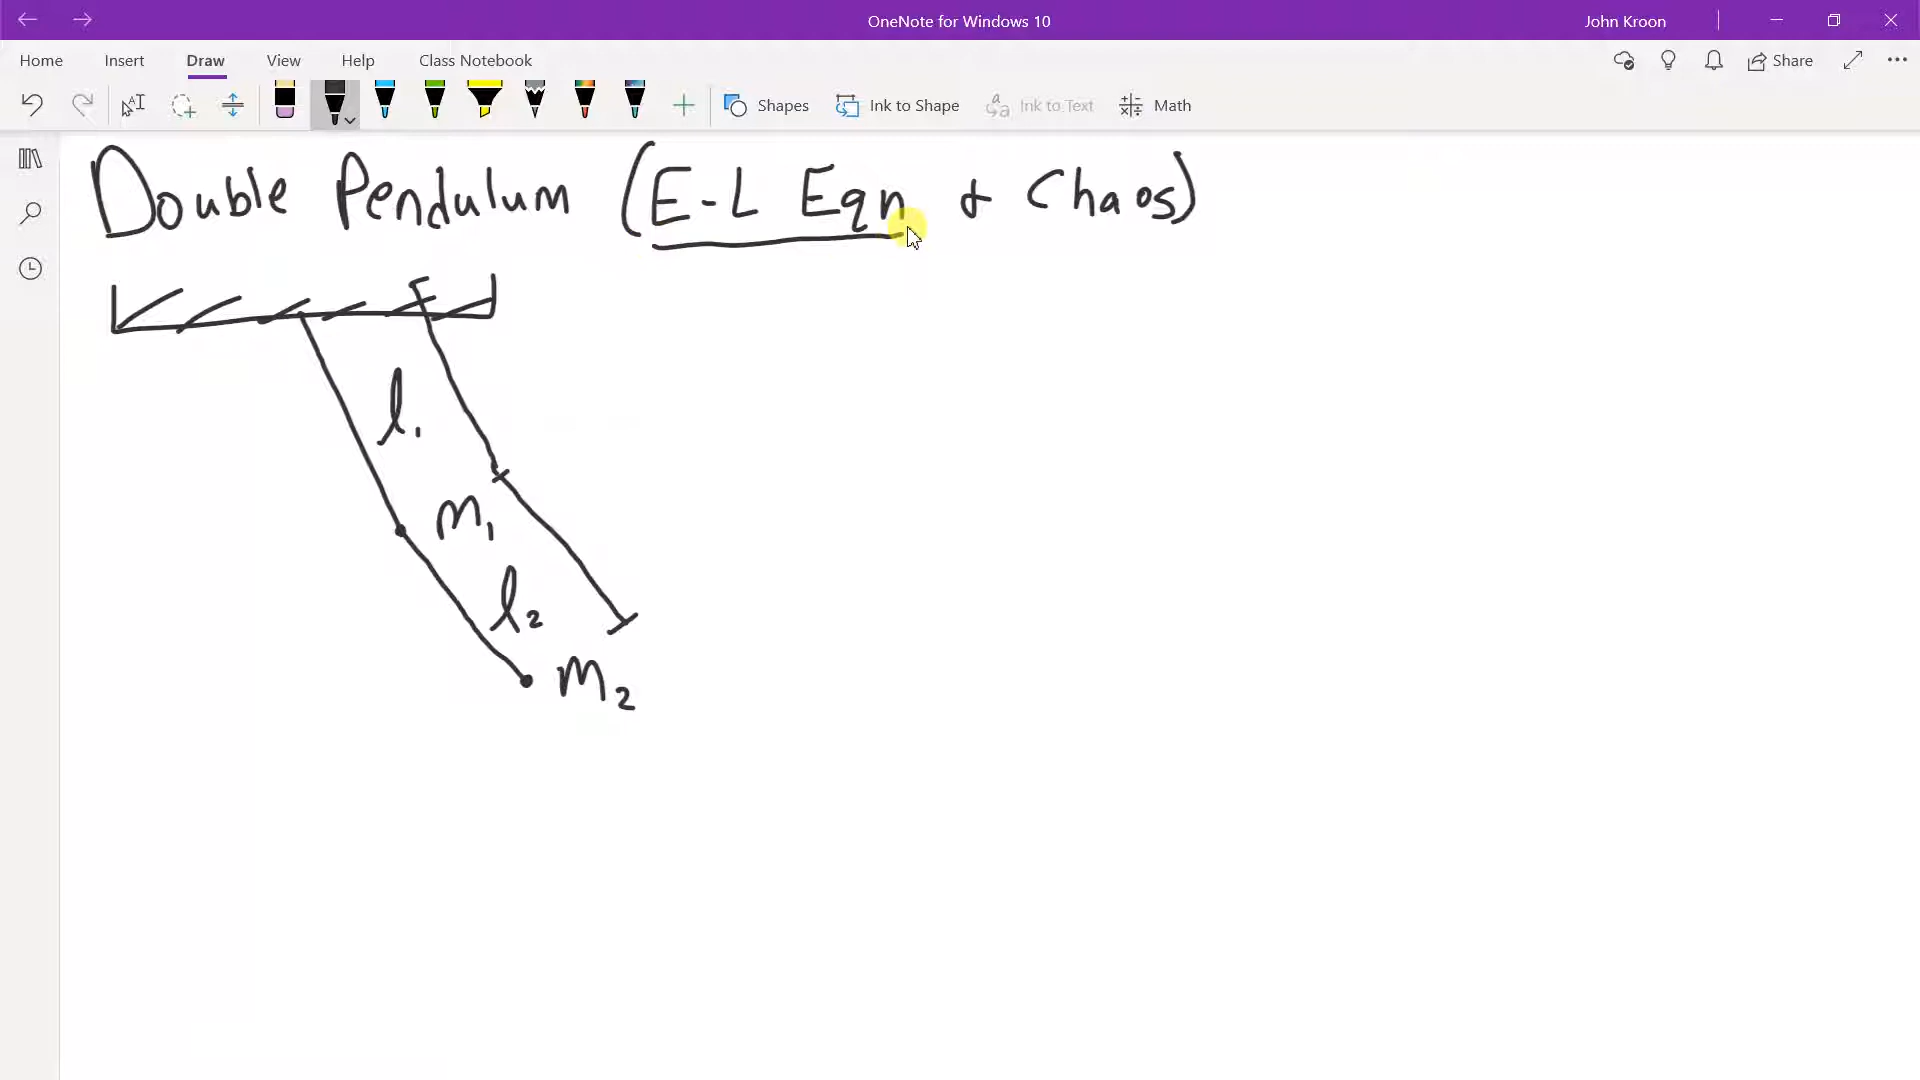 OneNote for Windows 10
John Kroon
Home Insert Draw View Help Class Notebook
Share
Shapes Ink to Shape Ink to Text Math
Double Pendulum (E-L Eqn & Chaos)
l1
m1
l2
m2